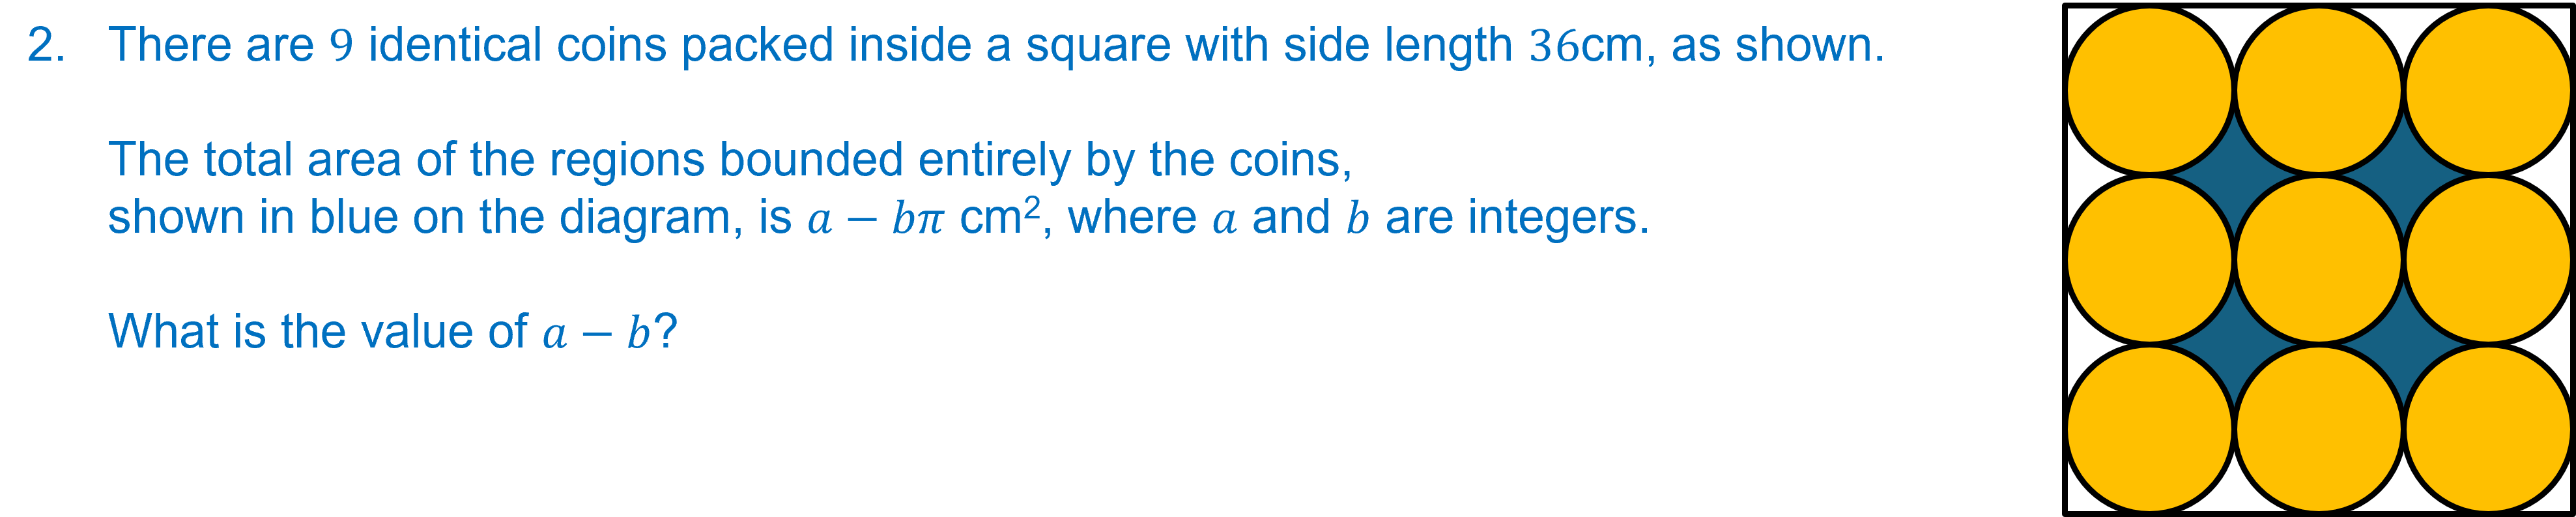 2. There are 9 identical coins packed inside a square with side length 36cm, as shown.
The total area of the regions bounded entirely by the coins,
shown in blue on the diagram, is 𝑎 − 𝑏𝜋 cm², where 𝑎 and 𝑏 are integers.
What is the value of 𝑎 − 𝑏?